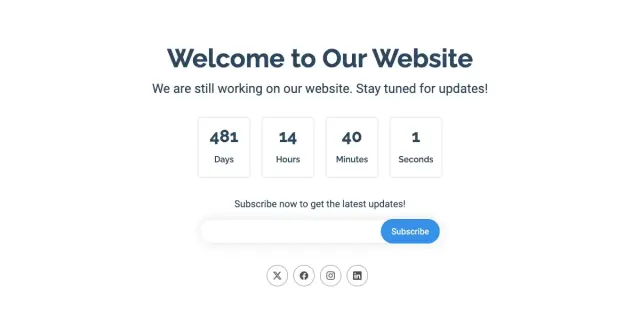 Welcome to Our Website
We are still working on our website. Stay tuned for updates!
481 14 40 1
Days Hours Minutes Seconds
Subscribe now to get the latest updates!
Subscribe